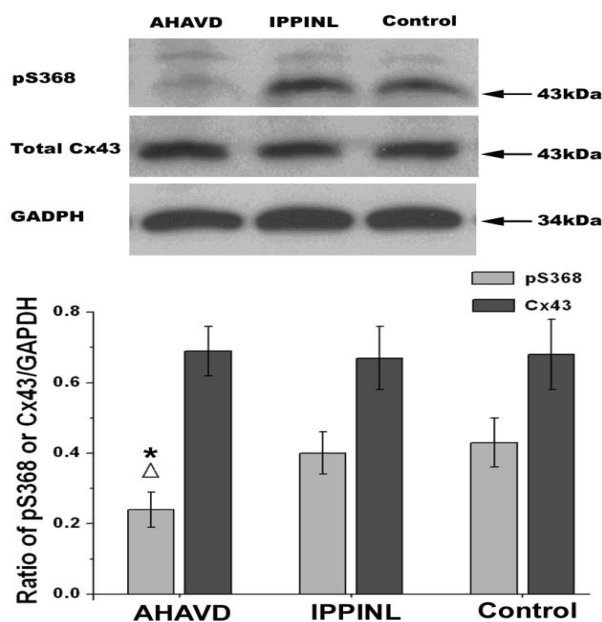 AHAVD IPPINL Control
pS368
43kDa
Total Cx43
43kDa
GADPH
34kDa
pS368
Cx43
Ratio of pS368 or Cx43/GAPDH
0.8
0.6
0.4
0.2
0.0
*
△
AHAVD IPPINL Control